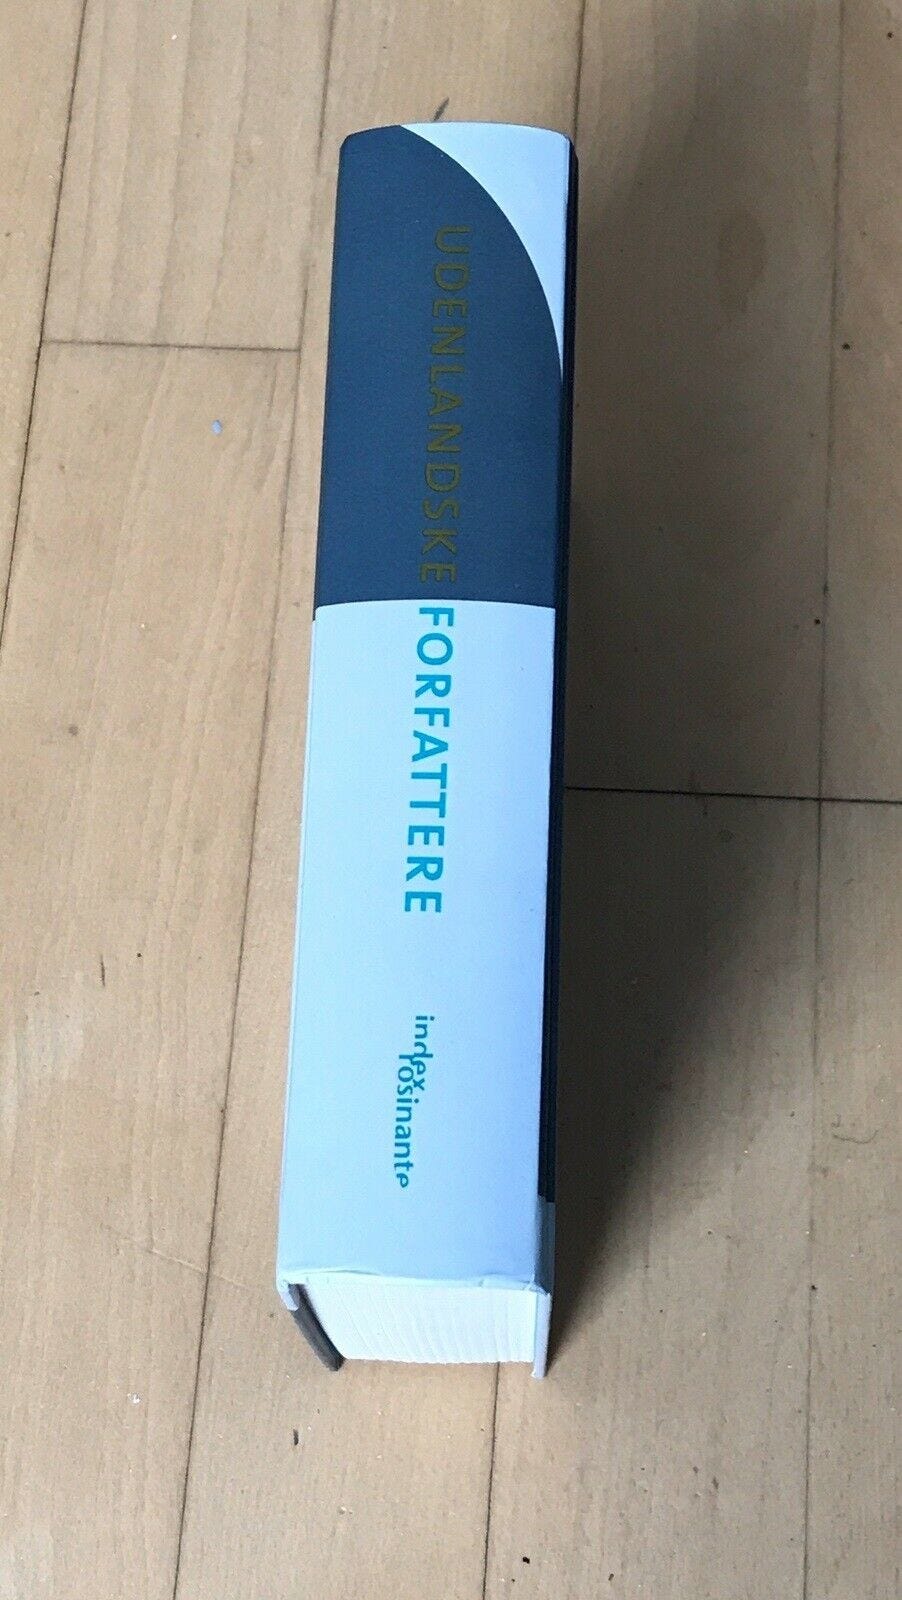 UDENLANDSKE FORFATTERE
index
rosinante